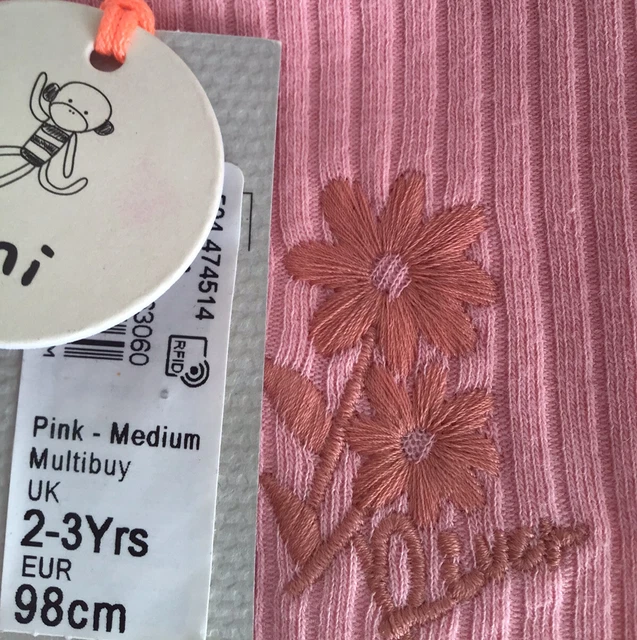 ni
474514
3060
RFID
Pink - Medium
Multibuy
UK
2-3Yrs
EUR
98cm